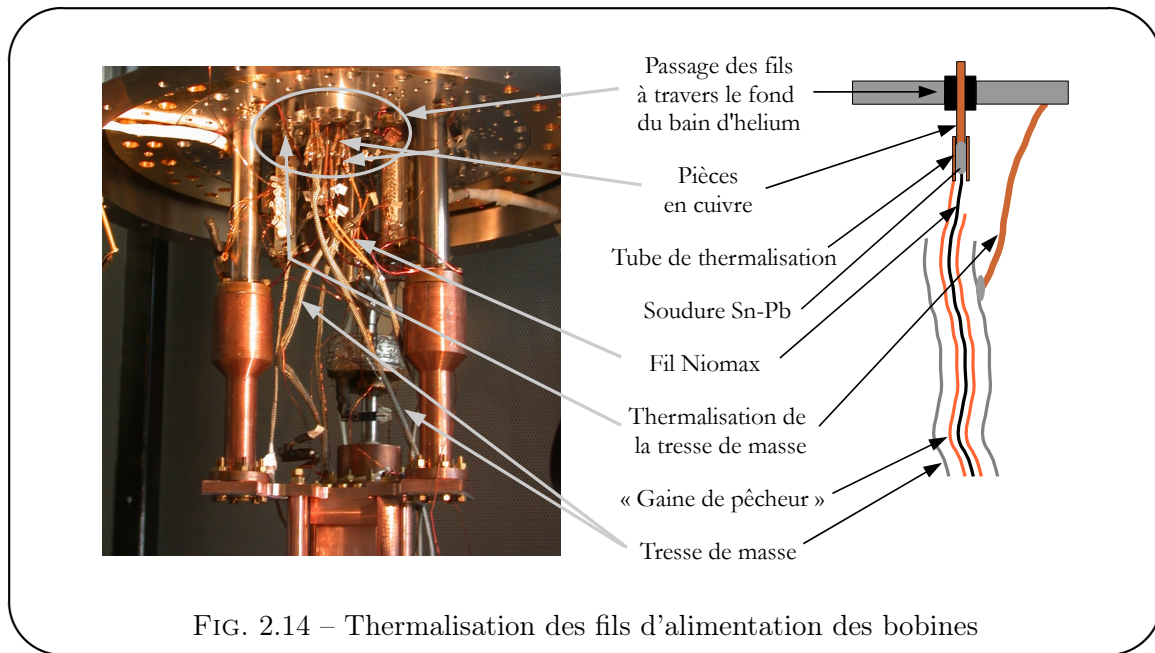 Passage des fils
à travers le fond
du bain d'helium
Pièces
en cuivre
Tube de thermalisation
Soudure Sn-Pb
Fil Niomax
Thermalisation de
la tresse de masse
« Gaine de pêcheur »
Tresse de masse
FIG. 2.14 – Thermalisation des fils d'alimentation des bobines